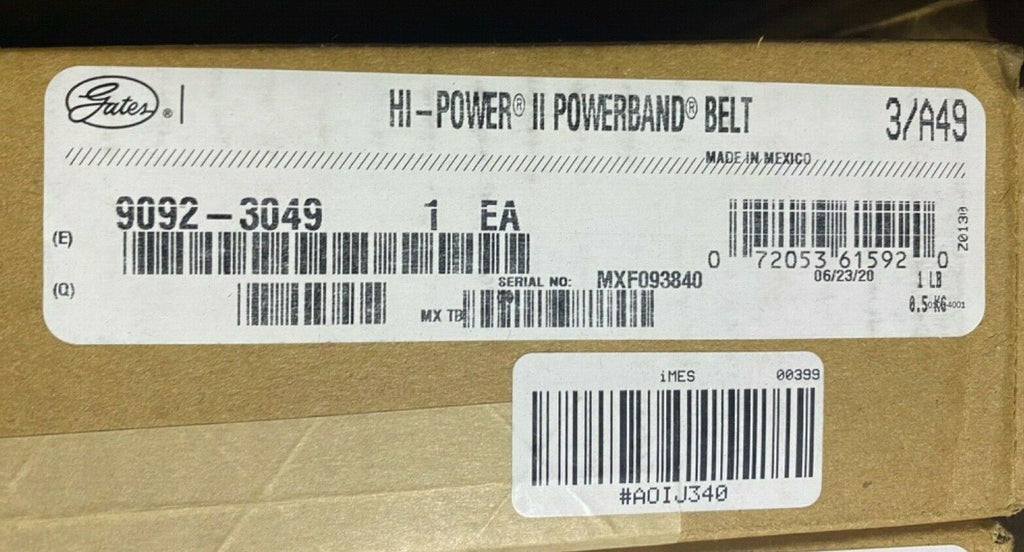 Gates®
HI-POWER® II POWERBAND® BELT
3/A49
MADE IN MEXICO
9092-3049 1 EA
(E)
0 72053 61592 0
Z0130
06/23/20
(Q)
SERIAL NO: MXF093840
1 LB
MX TB
0.5 KG
iMES 00399
#AOIJ340